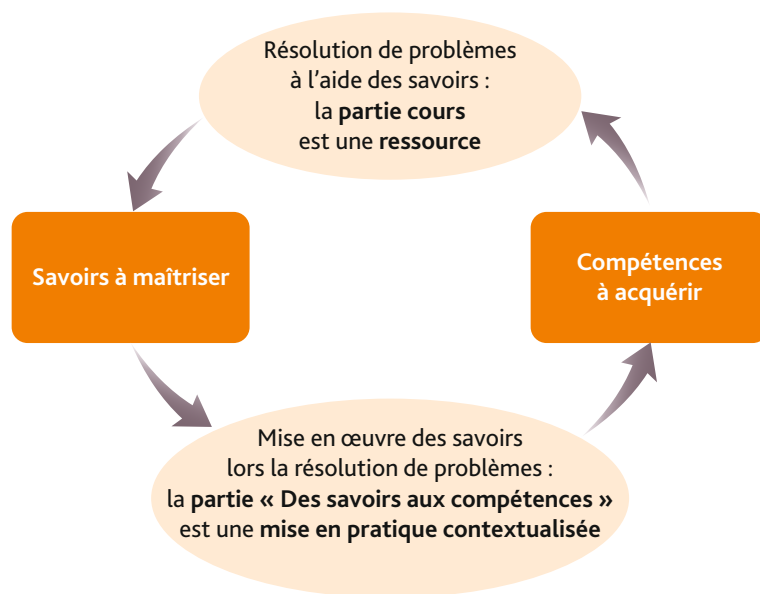 Résolution de problèmes
à l'aide des savoirs :
la partie cours
est une ressource
Savoirs à maîtriser
Compétences
à acquérir
Mise en œuvre des savoirs
lors la résolution de problèmes :
la partie « Des savoirs aux compétences »
est une mise en pratique contextualisée